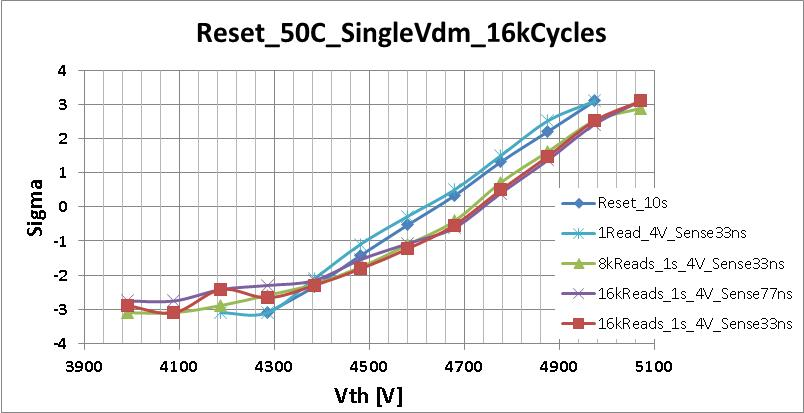 Reset_50C_SingleVdm_16kCycles
4
3
2
1
0
-1
-2
-3
-4
Sigma
3900 4100 4300 4500 4700 4900 5100
Vth [V]
Reset_10s
1Read_4V_Sense33ns
8kReads_1s_4V_Sense33ns
16kReads_1s_4V_Sense77ns
16kReads_1s_4V_Sense33ns